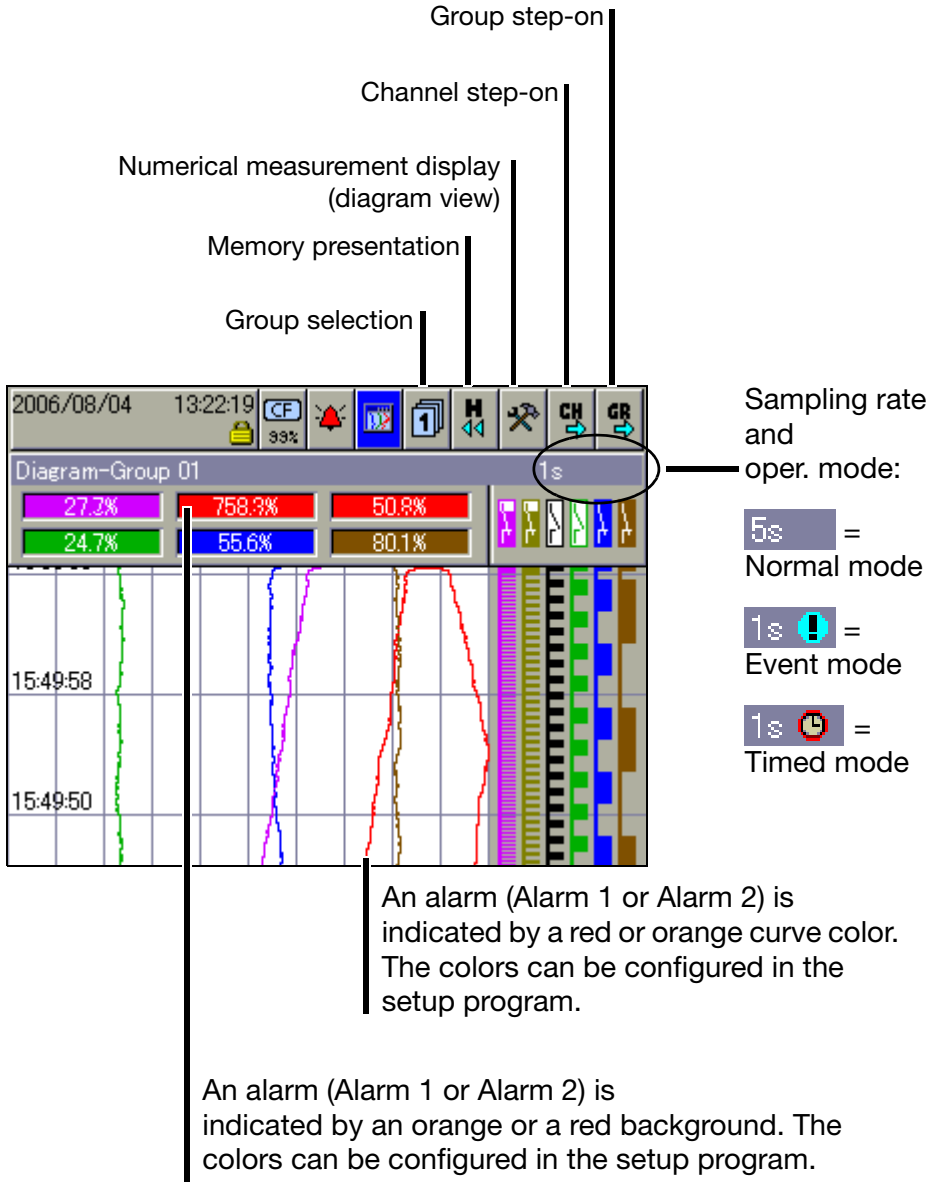 Group step-on
Channel step-on
Numerical measurement display
(diagram view)
Memory presentation
Group selection
2006/08/04 13:22:19
CF
99%
1
H
CH
GR
Diagram-Group 01 1s
27.7% 758.3% 50.8%
24.7% 55.6% 80.1%
15:49:58
15:49:50
Sampling rate
and
oper. mode:
5s =
Normal mode
1s =
Event mode
1s =
Timed mode
An alarm (Alarm 1 or Alarm 2) is
indicated by a red or orange curve color.
The colors can be configured in the
setup program.
An alarm (Alarm 1 or Alarm 2) is
indicated by an orange or a red background. The
colors can be configured in the setup program.